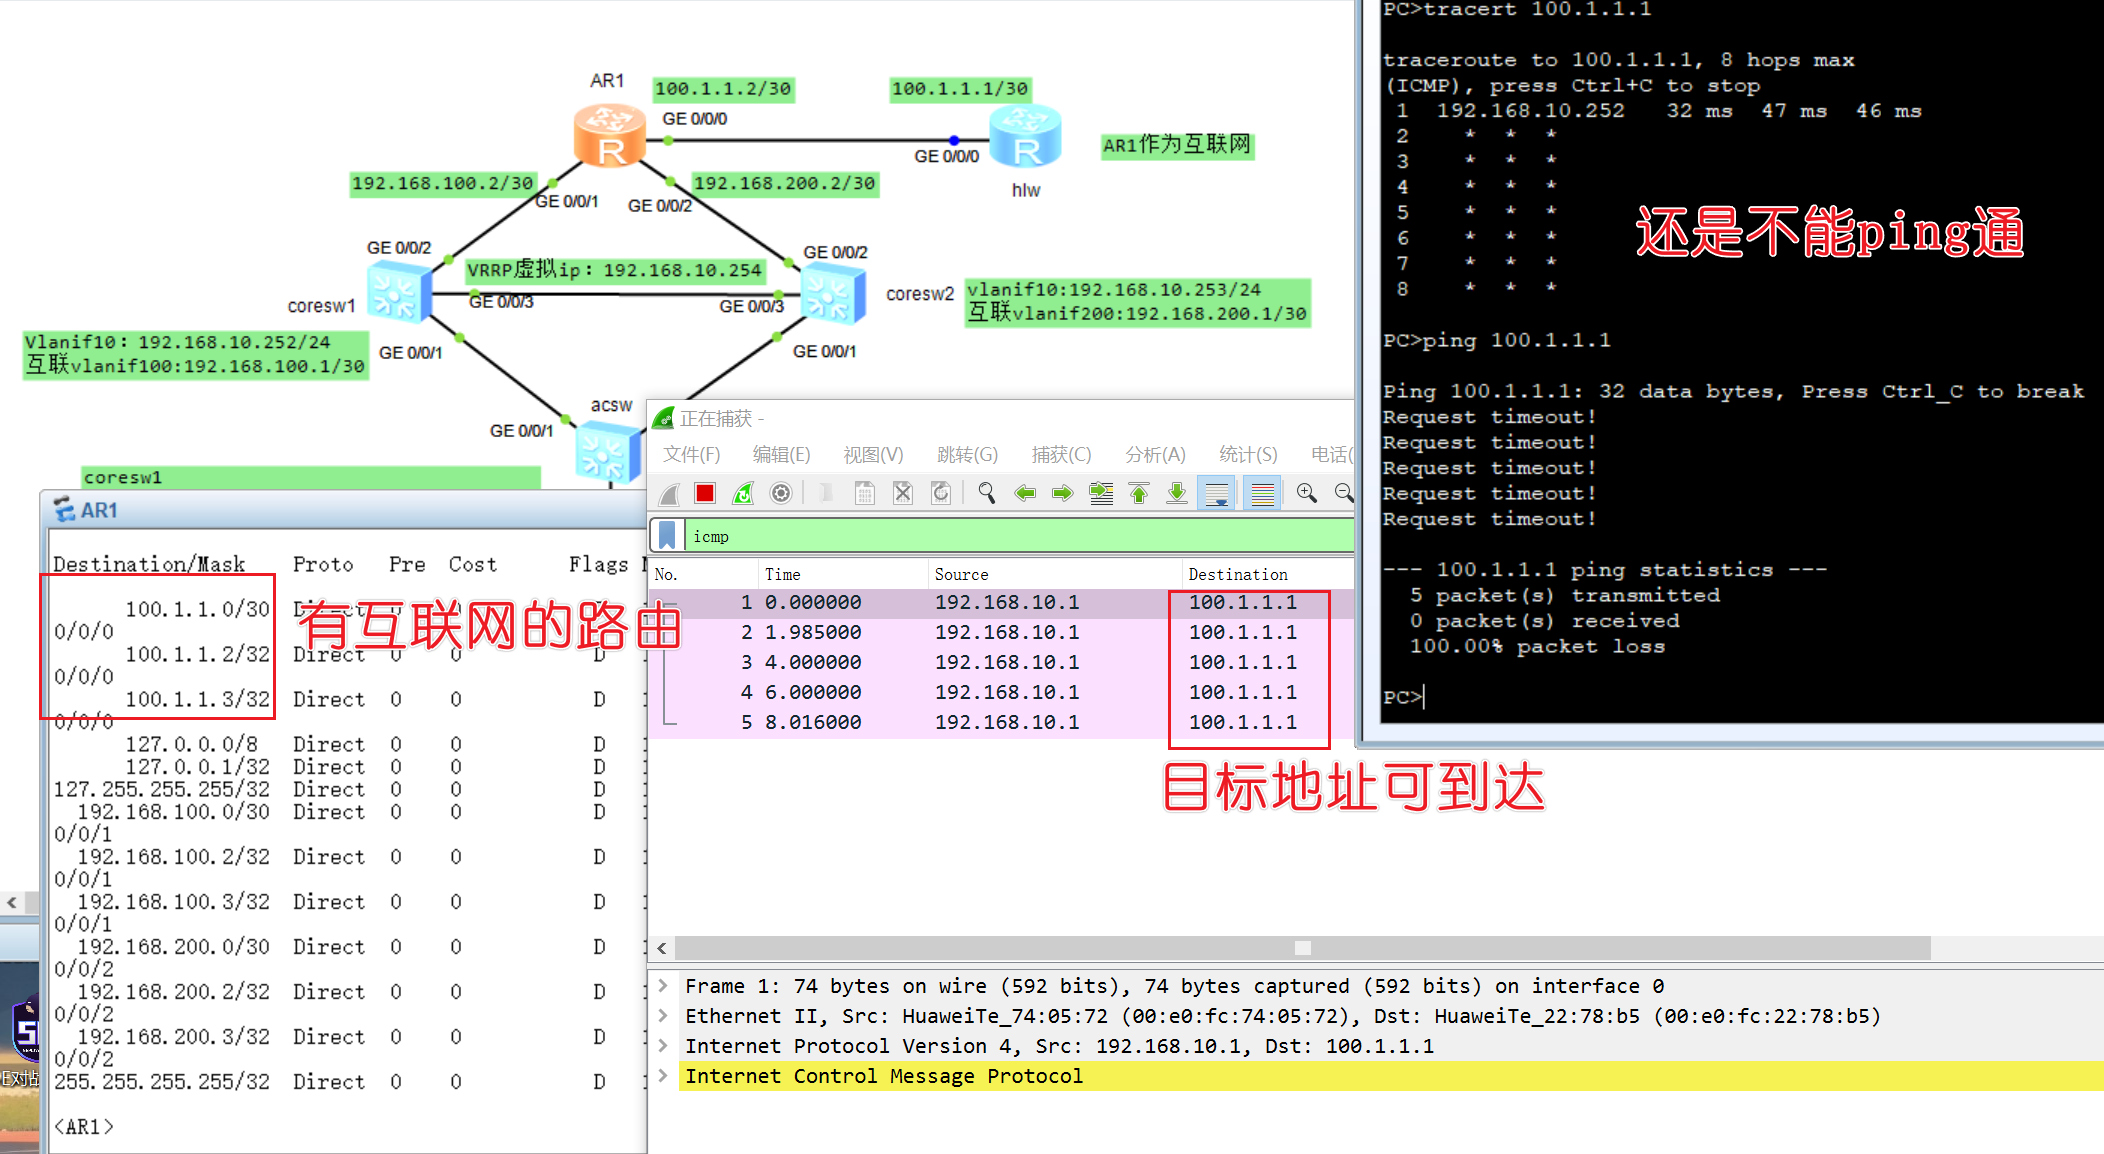 AR1
100.1.1.2/30
100.1.1.1/30
GE 0/0/0
GE 0/0/0
AR1作为互联网
hlw
192.168.100.2/30
192.168.200.2/30
GE 0/0/1
GE 0/0/2
GE 0/0/2
GE 0/0/2
VRRP虚拟ip: 192.168.10.254
coresw1
GE 0/0/3
GE 0/0/3
coresw2
vlanif10:192.168.10.253/24
互联vlanif200:192.168.200.1/30
Vlanif10: 192.168.10.252/24
互联vlanif100:192.168.100.1/30
GE 0/0/1
GE 0/0/1
acsw
GE 0/0/1
coresw1
AR1
Destination/Mask Proto Pre Cost Flags
100.1.1.0/30
0/0/0
100.1.1.2/32 Direct 0 0 D
0/0/0
100.1.1.3/32 Direct 0 0 D
0/0/0
127.0.0.0/8 Direct 0 0 D
127.0.0.1/32 Direct 0 0 D
127.255.255.255/32 Direct 0 0 D
192.168.100.0/30 Direct 0 0 D
0/0/1
192.168.100.2/32 Direct 0 0 D
0/0/1
192.168.100.3/32 Direct 0 0 D
0/0/1
192.168.200.0/30 Direct 0 0 D
0/0/2
192.168.200.2/32 Direct 0 0 D
0/0/2
192.168.200.3/32 Direct 0 0 D
0/0/2
255.255.255.255/32 Direct 0 0 D
<AR1>
有互联网的路由
正在捕获 -
文件(F) 编辑(E) 视图(V) 跳转(G) 捕获(C) 分析(A) 统计(S) 电话(
icmp
No. Time Source Destination
1 0.000000 192.168.10.1 100.1.1.1
2 1.985000 192.168.10.1 100.1.1.1
3 4.000000 192.168.10.1 100.1.1.1
4 6.000000 192.168.10.1 100.1.1.1
5 8.016000 192.168.10.1 100.1.1.1
目标地址可到达
Frame 1: 74 bytes on wire (592 bits), 74 bytes captured (592 bits) on interface 0
Ethernet II, Src: HuaweiTe_74:05:72 (00:e0:fc:74:05:72), Dst: HuaweiTe_22:78:b5 (00:e0:fc:22:78:b5)
Internet Protocol Version 4, Src: 192.168.10.1, Dst: 100.1.1.1
Internet Control Message Protocol
PC>tracert 100.1.1.1
traceroute to 100.1.1.1, 8 hops max
(ICMP), press Ctrl+C to stop
1 192.168.10.252 32 ms 47 ms 46 ms
2 * * *
3 * * *
4 * * *
5 * * *
6 * * *
7 * * *
8 * * *
还是不能ping通
PC>ping 100.1.1.1
Ping 100.1.1.1: 32 data bytes, Press Ctrl_C to break
Request timeout!
Request timeout!
Request timeout!
Request timeout!
Request timeout!
--- 100.1.1.1 ping statistics ---
5 packet(s) transmitted
0 packet(s) received
100.00% packet loss
PC>